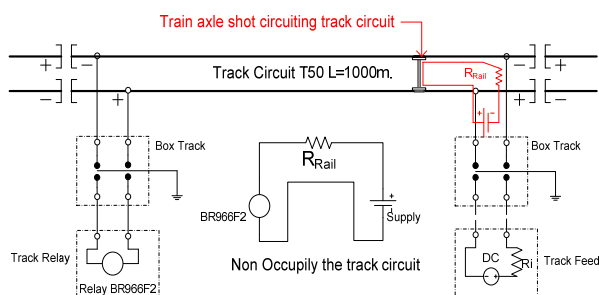 Train axle shot circuiting track circuit
+ - - +
Track Circuit T50 L=1000m.
RRail
- + + -
+ -
Box Track
Box Track
RRail
BR966F2
+
Supply
Track Relay
Relay BR966F2
Non Occupily the track circuit
DC
Ri
- +
Track Feed